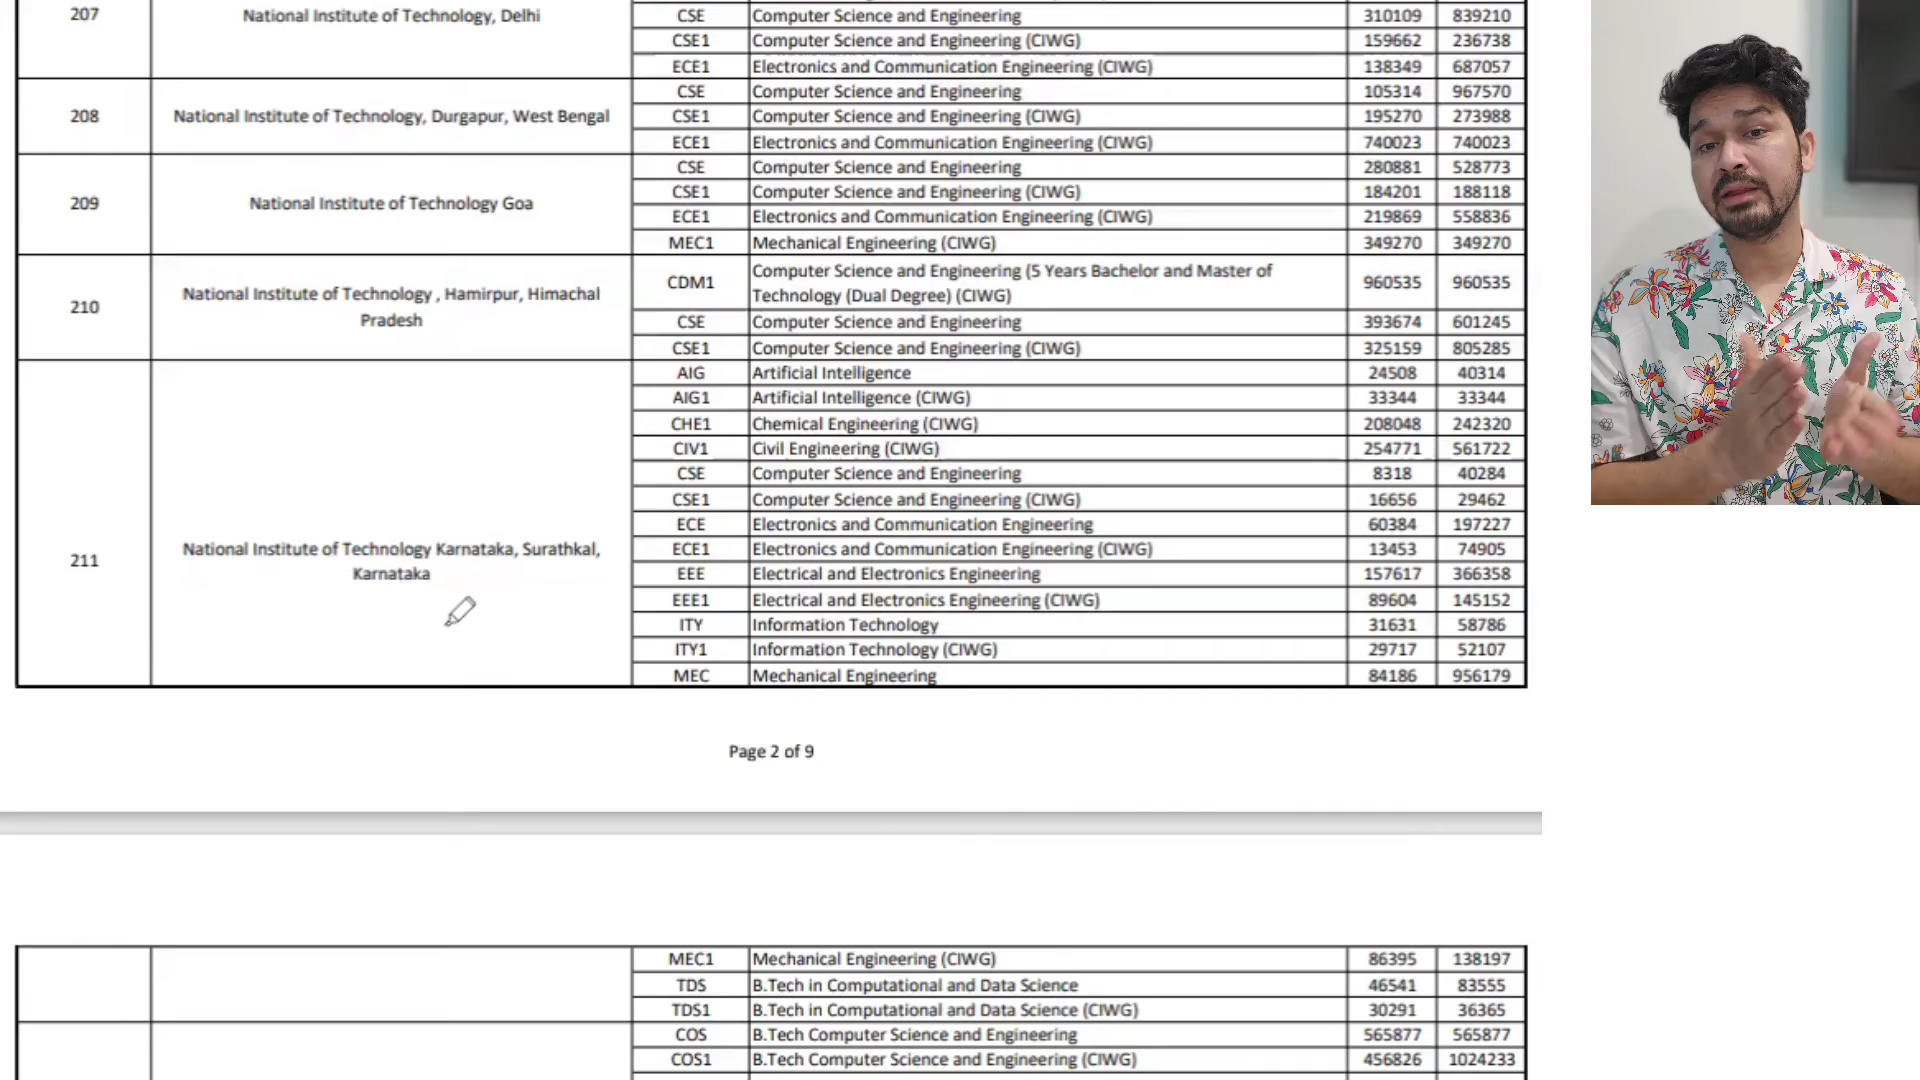 207 National Institute of Technology, Delhi
CSE Computer Science and Engineering 310109 839210
CSE1 Computer Science and Engineering (CIWG) 159662 236738
ECE1 Electronics and Communication Engineering (CIWG) 138349 687057
208 National Institute of Technology, Durgapur, West Bengal
CSE Computer Science and Engineering 105314 967570
CSE1 Computer Science and Engineering (CIWG) 195270 273988
ECE1 Electronics and Communication Engineering (CIWG) 740023 740023
209 National Institute of Technology Goa
CSE Computer Science and Engineering 280881 528773
CSE1 Computer Science and Engineering (CIWG) 184201 188118
ECE1 Electronics and Communication Engineering (CIWG) 219869 558836
MEC1 Mechanical Engineering (CIWG) 349270 349270
210 National Institute of Technology , Hamirpur, Himachal
Pradesh
CDM1 Computer Science and Engineering (5 Years Bachelor and Master of
Technology (Dual Degree) (CIWG) 960535 960535
CSE Computer Science and Engineering 393674 601245
CSE1 Computer Science and Engineering (CIWG) 325159 805285
211 National Institute of Technology Karnataka, Surathkal,
Karnataka
AIG Artificial Intelligence 24508 40314
AIG1 Artificial Intelligence (CIWG) 33344 33344
CHE1 Chemical Engineering (CIWG) 208048 242320
CIV1 Civil Engineering (CIWG) 254771 561722
CSE Computer Science and Engineering 8318 40284
CSE1 Computer Science and Engineering (CIWG) 16656 29462
ECE Electronics and Communication Engineering 60384 197227
ECE1 Electronics and Communication Engineering (CIWG) 13453 74905
EEE Electrical and Electronics Engineering 157617 366358
EEE1 Electrical and Electronics Engineering (CIWG) 89604 145152
ITY Information Technology 31631 58786
ITY1 Information Technology (CIWG) 29717 52107
MEC Mechanical Engineering 84186 956179
Page 2 of 9
MEC1 Mechanical Engineering (CIWG) 86395 138197
TDS B.Tech in Computational and Data Science 46541 83555
TDS1 B.Tech in Computational and Data Science (CIWG) 30291 36365
COS B.Tech Computer Science and Engineering 565877 565877
COS1 B.Tech Computer Science and Engineering (CIWG) 456826 1024233